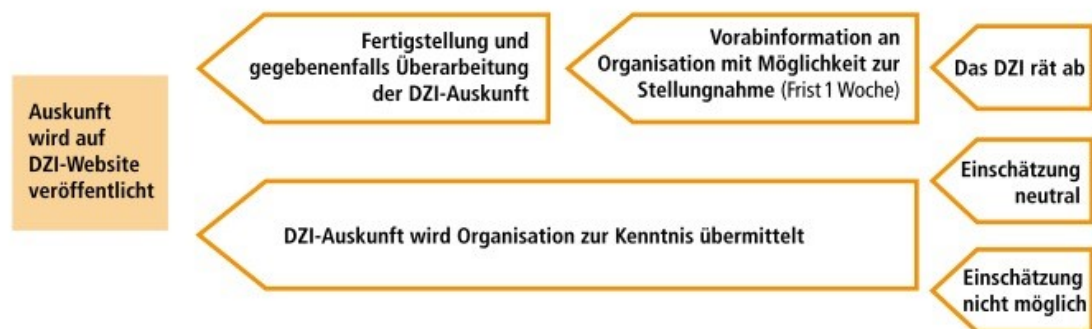 Fertigstellung und
gegebenenfalls Überarbeitung
der DZI-Auskunft
Vorabinformation an
Organisation mit Möglichkeit zur
Stellungnahme (Frist 1 Woche)
Das DZI rät ab
Auskunft
wird auf
DZI-Website
veröffentlicht
Einschätzung
neutral
DZI-Auskunft wird Organisation zur Kenntnis übermittelt
Einschätzung
nicht möglich